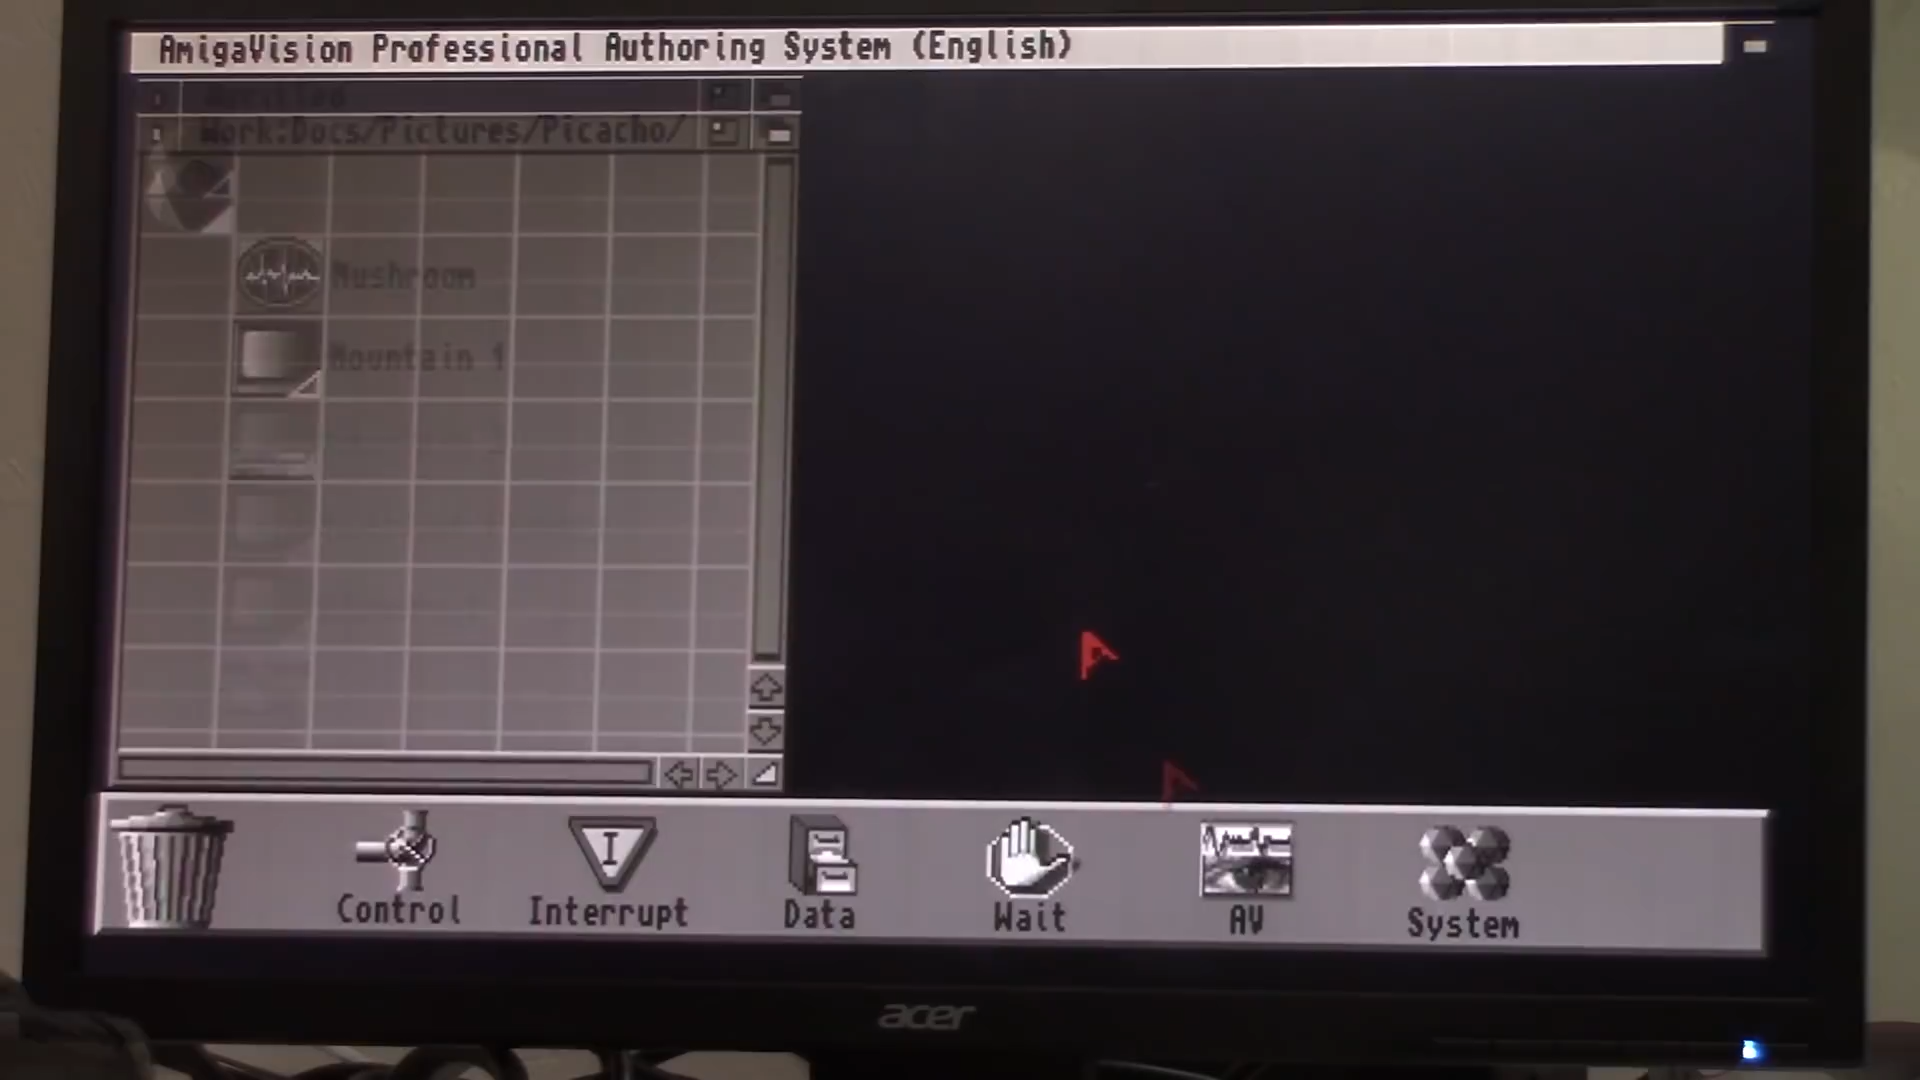 AmigaVision Professional Authoring System (English)
Work:Docs/Pictures/Picacho/
Mushroom
Mountain 1
Control
Interrupt
I
Data
Wait
AV
System
acer